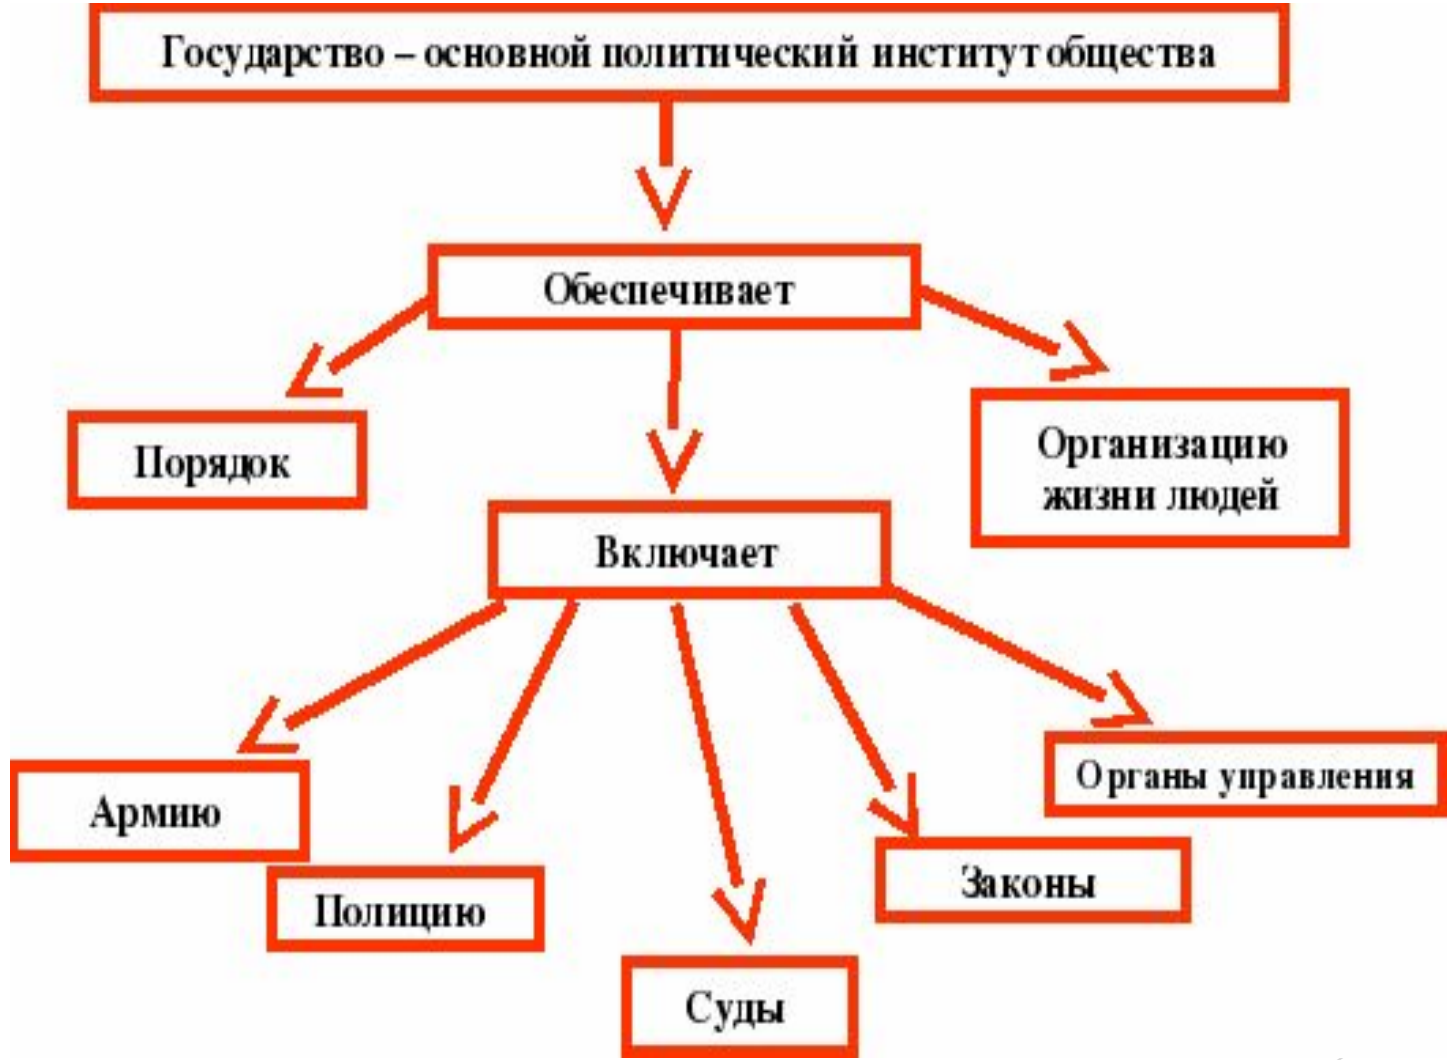 Государство – основной политический институт общества
Обеспечивает
Порядок
Организацию
жизни людей
Включает
Армию
Полицию
Суды
Законы
Органы управления